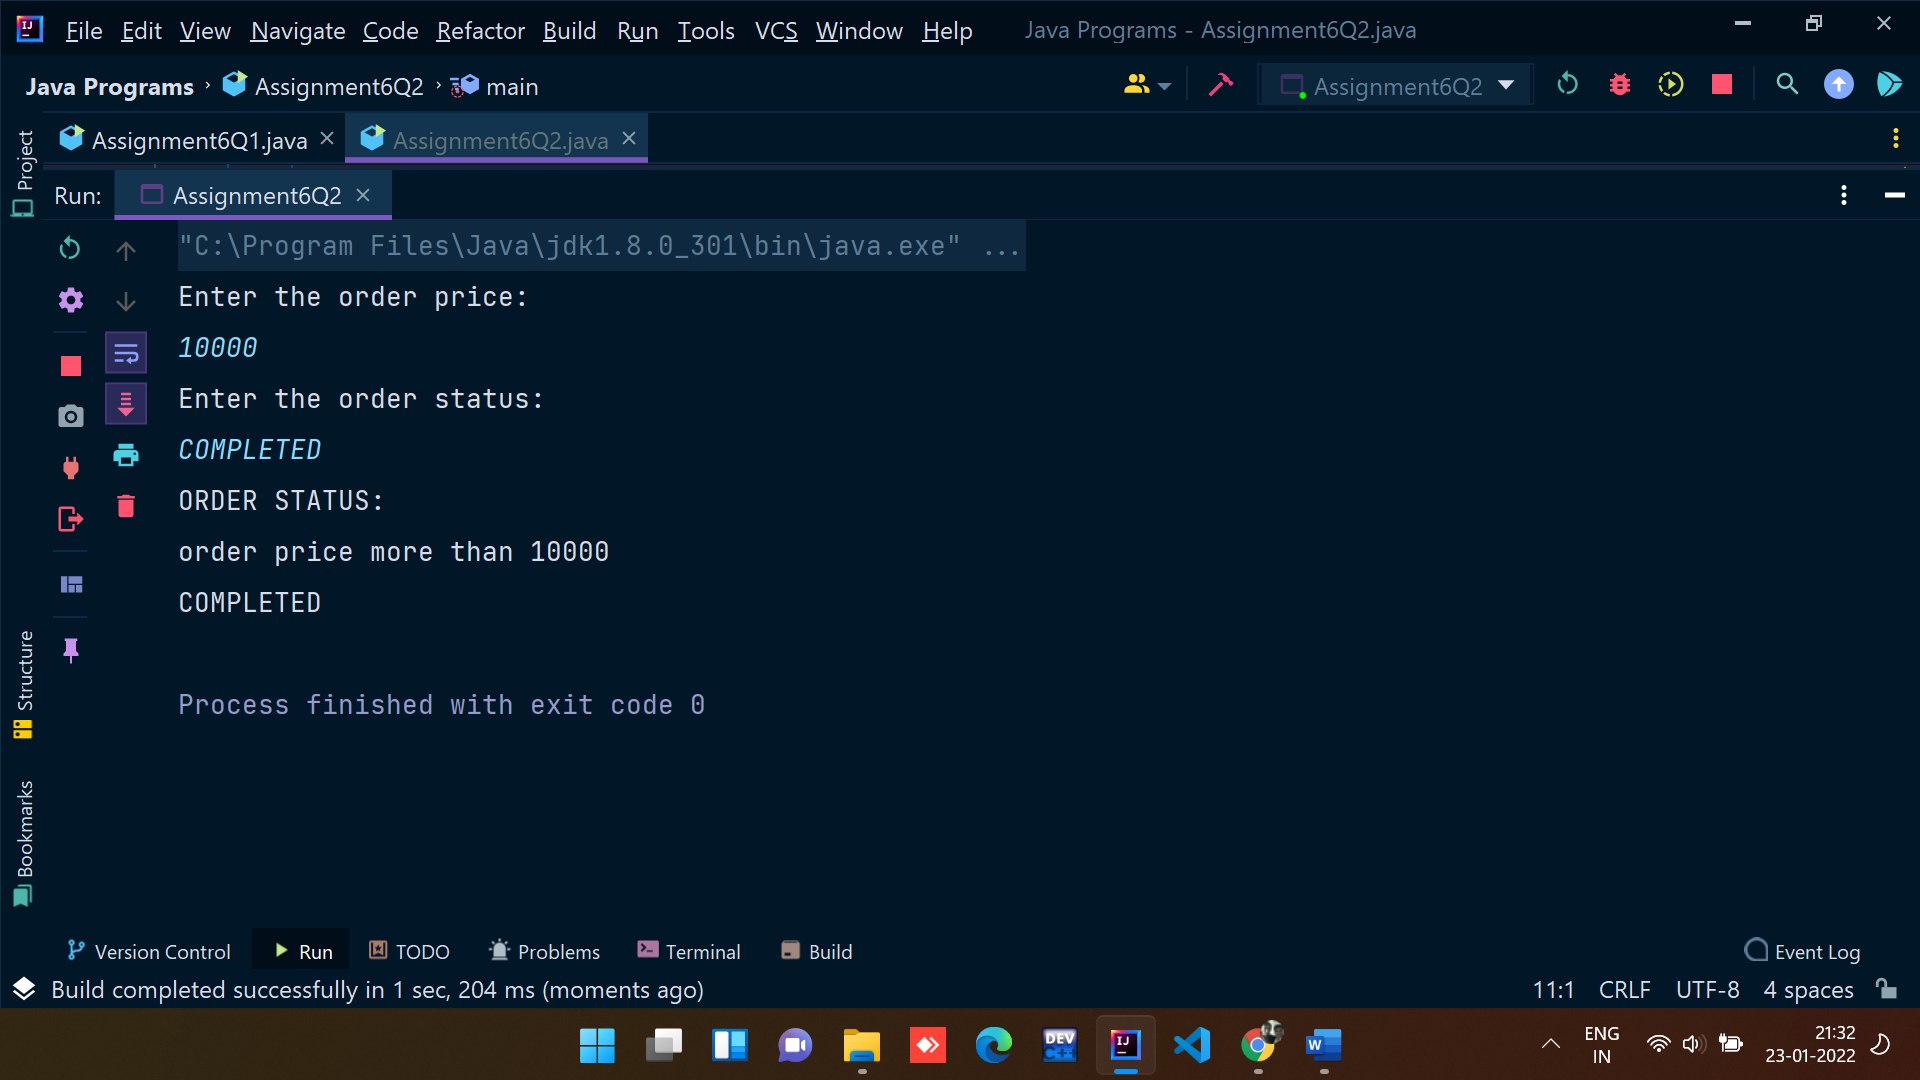 File Edit View Navigate Code Refactor Build Run Tools VCS Window Help Java Programs - Assignment6Q2.java
Java Programs › Assignment6Q2 › main Assignment6Q2
Assignment6Q1.java Assignment6Q2.java
Project
Run: Assignment6Q2
"C:\Program Files\Java\jdk1.8.0_301\bin\java.exe" ...
Enter the order price:
10000
Enter the order status:
COMPLETED
ORDER STATUS:
order price more than 10000
COMPLETED
Process finished with exit code 0
Structure
Bookmarks
Version Control Run TODO Problems Terminal Build Event Log
Build completed successfully in 1 sec, 204 ms (moments ago) 11:1 CRLF UTF-8 4 spaces
DEV C++ IJ W
ENG
IN
21:32
23-01-2022